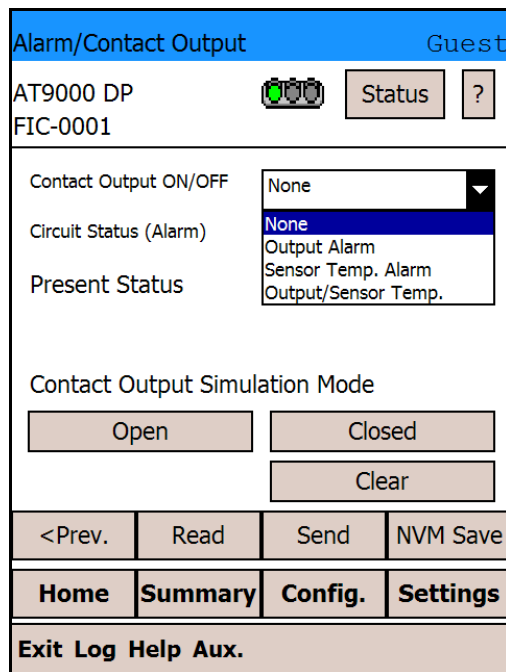 Alarm/Contact Output Guest
AT9000 DP
Status ?
FIC-0001
Contact Output ON/OFF None
None
Circuit Status (Alarm)
Output Alarm
Sensor Temp. Alarm
Present Status
Output/Sensor Temp.
Contact Output Simulation Mode
Open Closed
Clear
<Prev. Read Send NVM Save
Home Summary Config. Settings
Exit Log Help Aux.